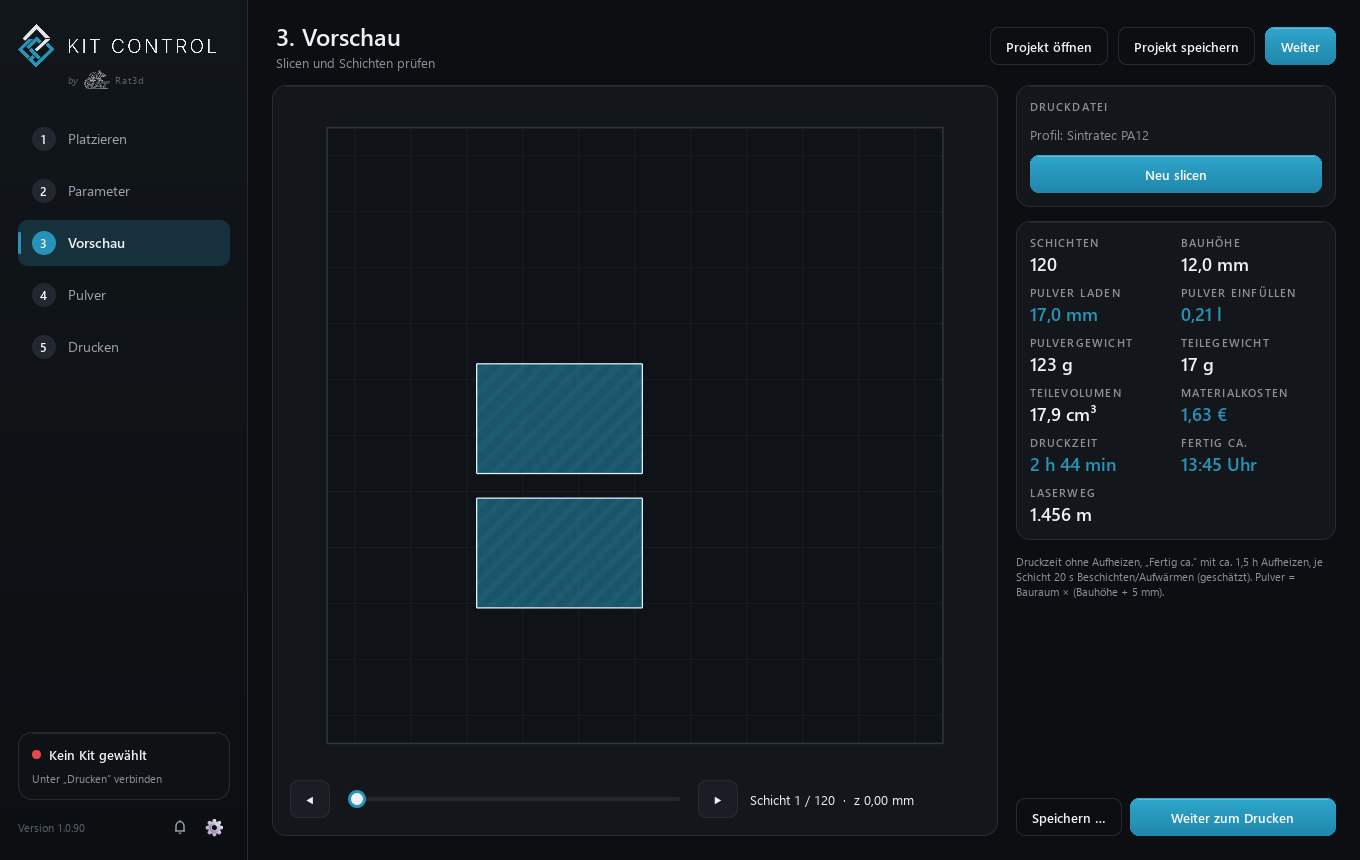 KIT CONTROL
by Rat3d
1 Platzieren
2 Parameter
3 Vorschau
4 Pulver
5 Drucken
Kein Kit gewählt
Unter „Drucken“ verbinden
Version 1.0.90
3. Vorschau
Slicen und Schichten prüfen
Projekt öffnen
Projekt speichern
Weiter
◄
►
Schicht 1 / 120 · z 0,00 mm
DRUCKDATEI
Profil: Sintratec PA12
Neu slicen
SCHICHTEN
120
BAUHÖHE
12,0 mm
PULVER LADEN
17,0 mm
PULVER EINFÜLLEN
0,21 l
PULVERGEWICHT
123 g
TEILEGEWICHT
17 g
TEILEVOLUMEN
17,9 cm³
MATERIALKOSTEN
1,63 €
DRUCKZEIT
2 h 44 min
FERTIG CA.
13:45 Uhr
LASERWEG
1.456 m
Druckzeit ohne Aufheizen, „Fertig ca.“ mit ca. 1,5 h Aufheizen, je
Schicht 20 s Beschichten/Aufwärmen (geschätzt). Pulver =
Bauraum × (Bauhöhe + 5 mm).
Speichern ...
Weiter zum Drucken